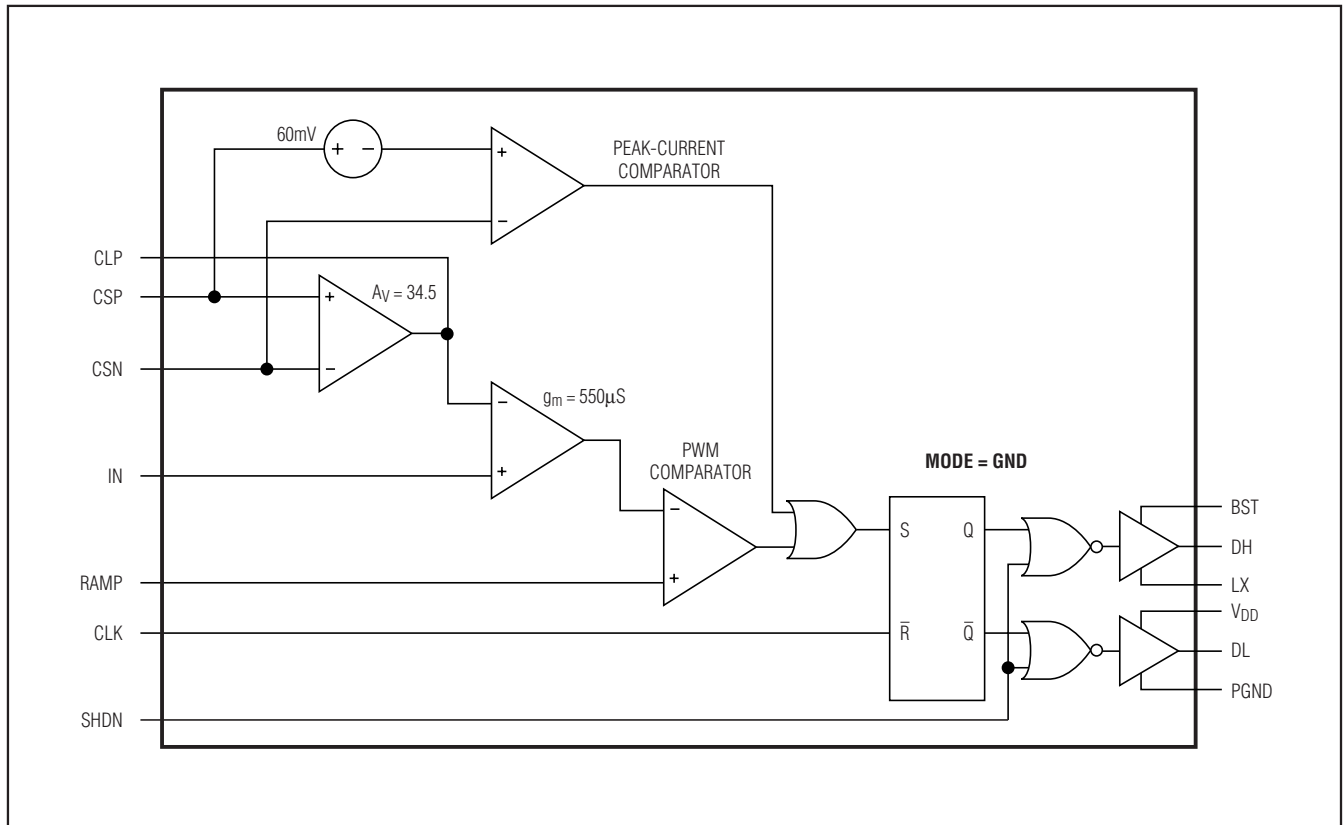 60mV
+ −
+
−
PEAK-CURRENT
COMPARATOR
CLP
CSP
CSN
+
−
AV = 34.5
−
+
gm = 550µS
IN
PWM
COMPARATOR
−
+
RAMP
CLK
SHDN
MODE = GND
S Q
R̅ Q̅
BST
DH
LX
VDD
DL
PGND